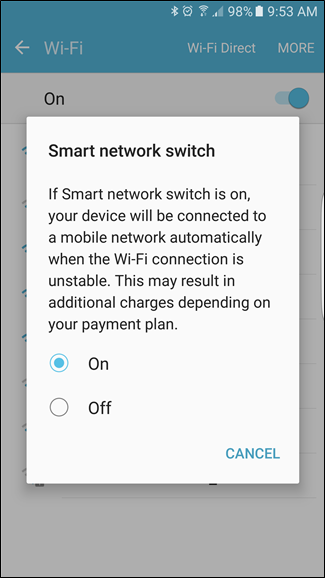 98% 9:53 AM
Wi-Fi Wi-Fi Direct MORE
On
Smart network switch
If Smart network switch is on,
your device will be connected to
a mobile network automatically
when the Wi-Fi connection is
unstable. This may result in
additional charges depending on
your payment plan.
On
Off
CANCEL